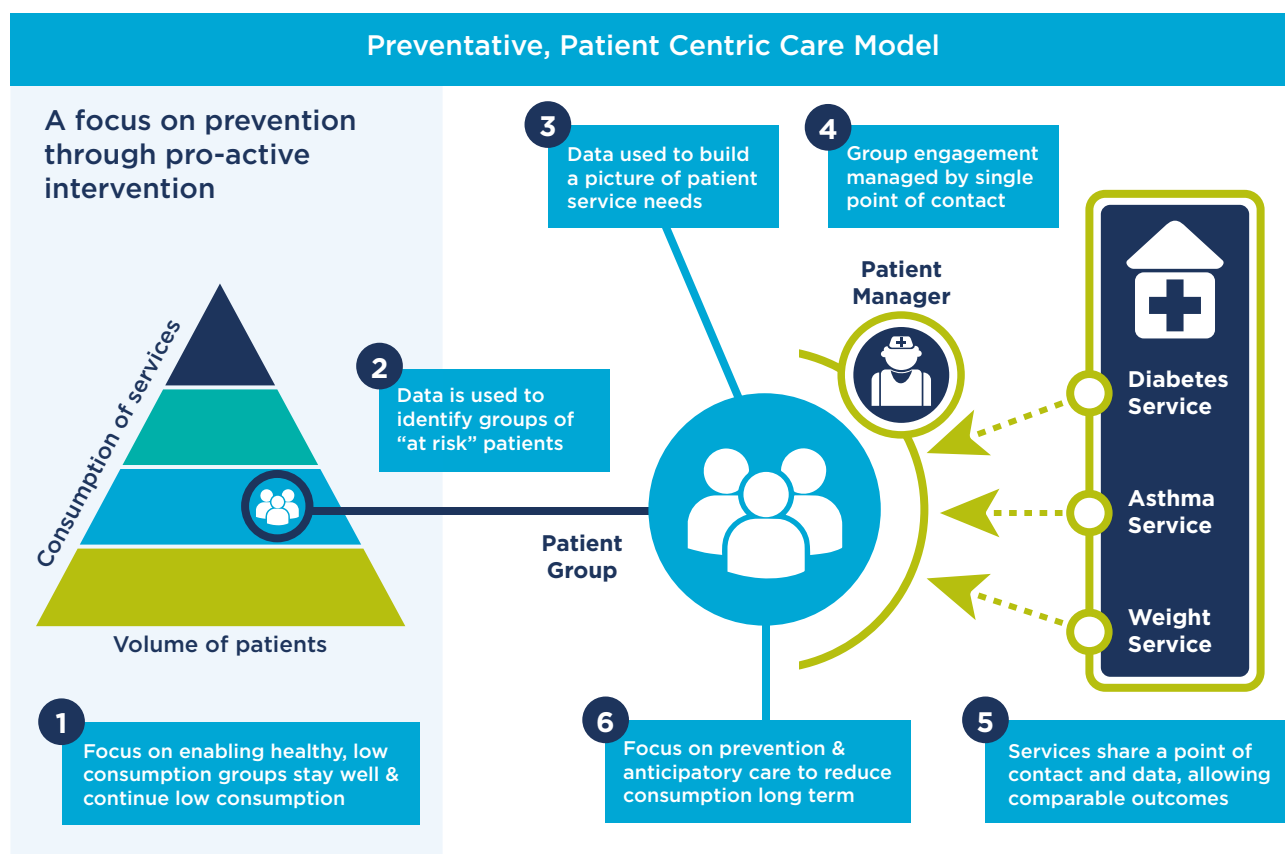 Preventative, Patient Centric Care Model
A focus on prevention
through pro-active
intervention
Consumption of services
Volume of patients
1
Focus on enabling healthy, low
consumption groups stay well &
continue low consumption
2
Data is used to
identify groups of
“at risk” patients
Patient
Group
3
Data used to build
a picture of patient
service needs
4
Group engagement
managed by single
point of contact
Patient
Manager
Diabetes
Service
Asthma
Service
Weight
Service
6
Focus on prevention &
anticipatory care to reduce
consumption long term
5
Services share a point of
contact and data, allowing
comparable outcomes